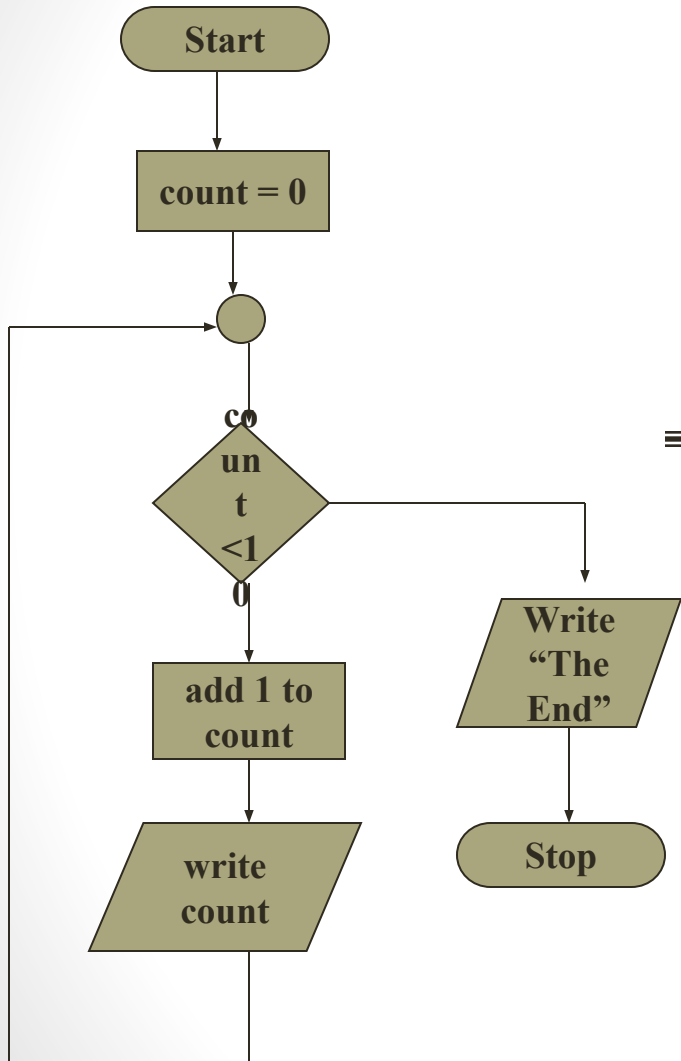 Start
count = 0
co
un
t
<1
0
Write
“The
End”
add 1 to
count
write
count
Stop